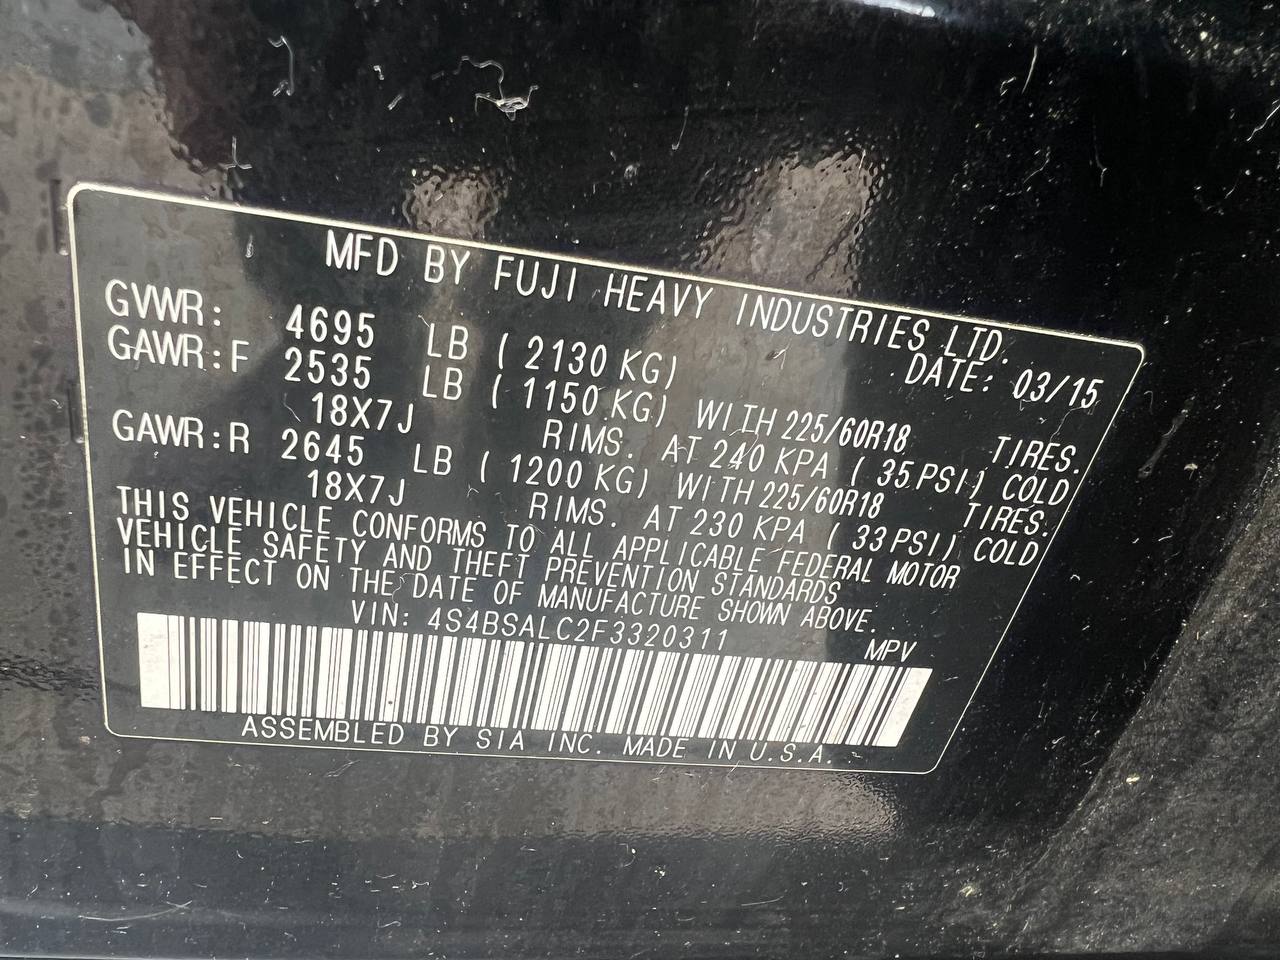 MFD BY FUJI HEAVY INDUSTRIES LTD.
DATE: 03/15
GVWR: 4695 LB ( 2130 KG)
GAWR:F 2535 LB ( 1150 KG) WITH 225/60R18 TIRES.
18X7J RIMS. AT 240 KPA ( 35 PSI) COLD
GAWR:R 2645 LB ( 1200 KG) WITH 225/60R18 TIRES.
18X7J RIMS. AT 230 KPA ( 33 PSI) COLD
THIS VEHICLE CONFORMS TO ALL APPLICABLE FEDERAL MOTOR
VEHICLE SAFETY AND THEFT PREVENTION STANDARDS
IN EFFECT ON THE DATE OF MANUFACTURE SHOWN ABOVE.
VIN: 4S4BSALC2F3320311 MPV
ASSEMBLED BY SIA INC. MADE IN U.S.A.